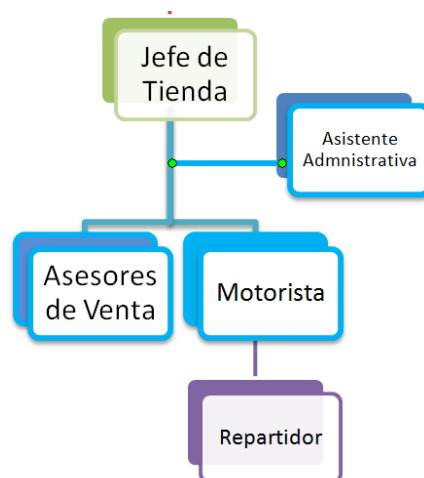 Jefe de
Tienda
Asistente
Admnistrativa
Asesores
de Venta
Motorista
Repartidor